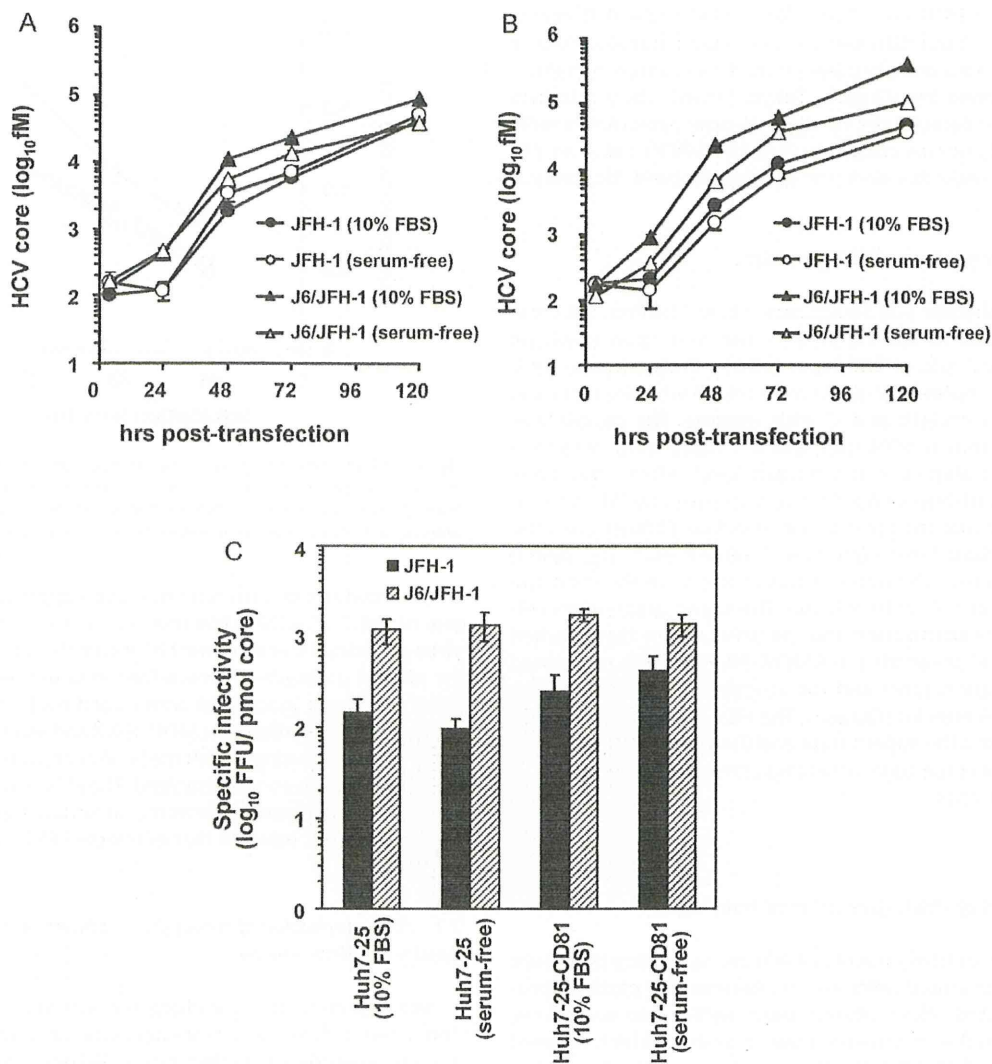 A
HCV core (log10fM)
6
5
4
3
2
1
0 24 48 72 96 120
hrs post-transfection
JFH-1 (10% FBS)
JFH-1 (serum-free)
J6/JFH-1 (10% FBS)
J6/JFH-1 (serum-free)
B
HCV core (log10fM)
6
5
4
3
2
1
0 24 48 72 96 120
hrs post-transfection
JFH-1 (10% FBS)
JFH-1 (serum-free)
J6/JFH-1 (10% FBS)
J6/JFH-1 (serum-free)
C
Specific infectivity
(log10 FFU/ pmol core)
4
3
2
1
0
JFH-1
J6/JFH-1
Huh7-25
(10% FBS)
Huh7-25
(serum-free)
Huh7-25-CD81
(10% FBS)
Huh7-25-CD81
(serum-free)